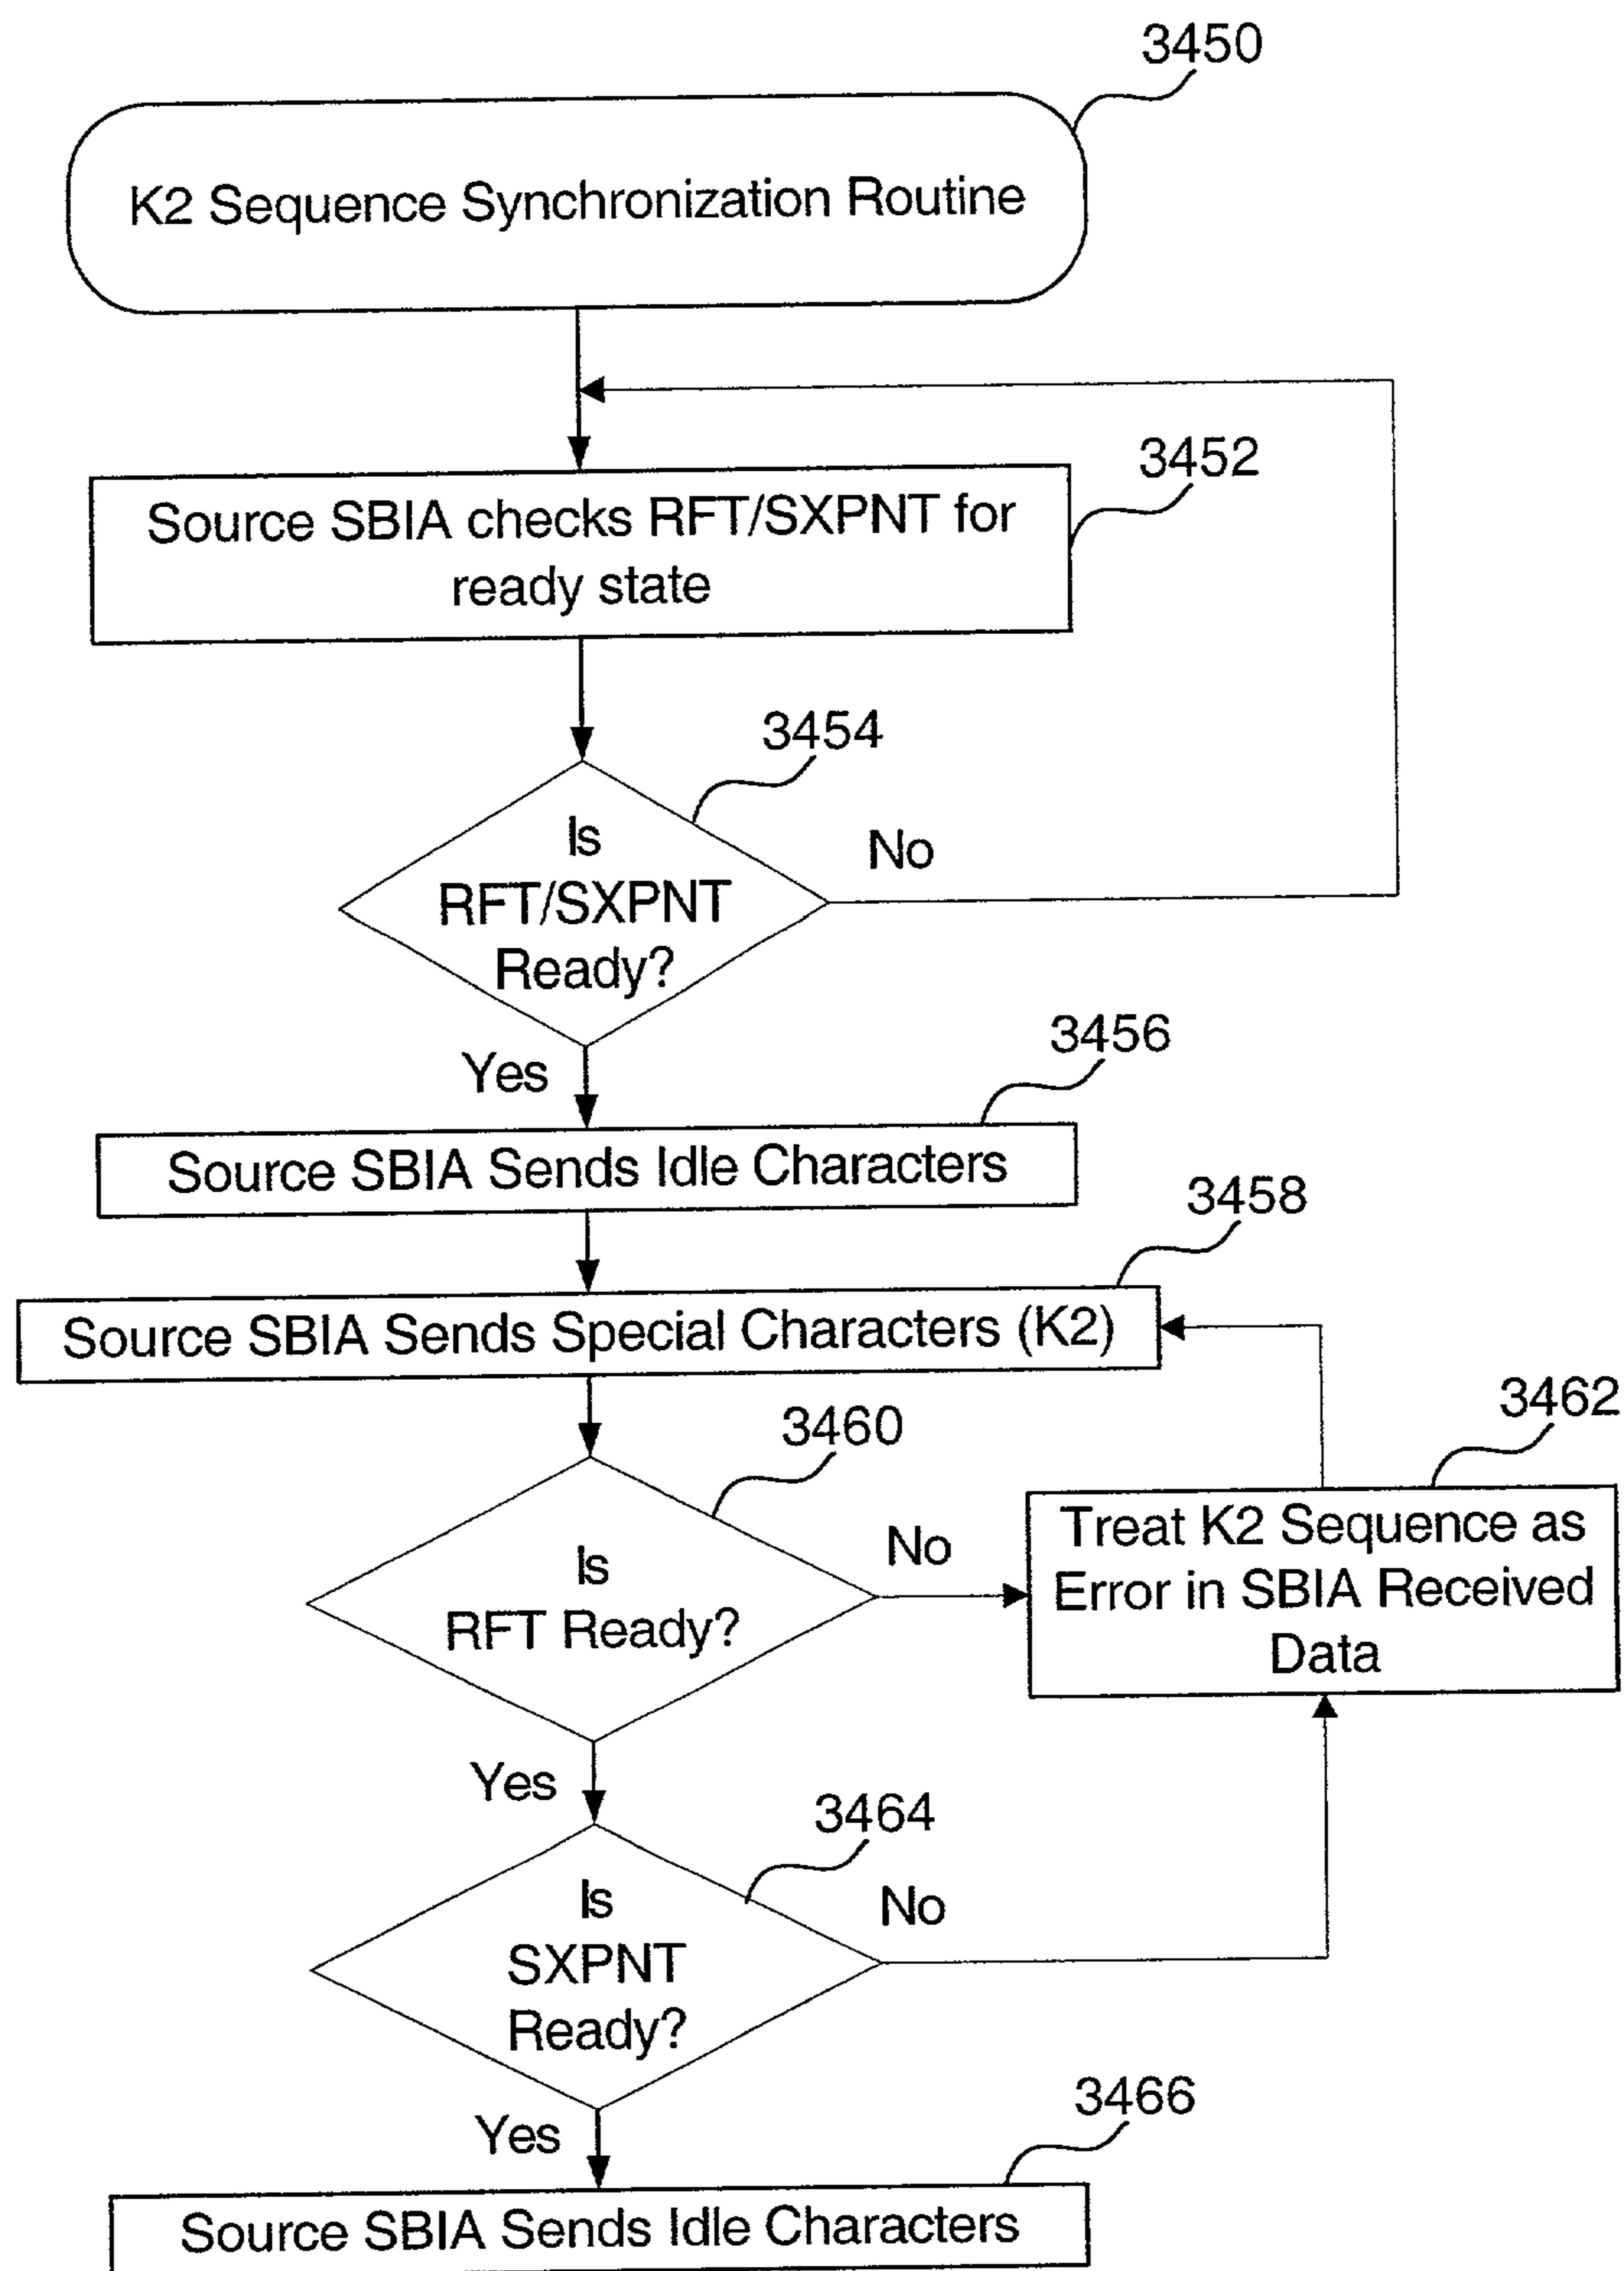 3450
K2 Sequence Synchronization Routine
3452
Source SBIA checks RFT/SXPNT for
ready state
3454
Is
RFT/SXPNT
Ready?
No
Yes
3456
Source SBIA Sends Idle Characters
3458
Source SBIA Sends Special Characters (K2)
3460
3462
Is
RFT Ready?
No
Treat K2 Sequence as
Error in SBIA Received
Data
Yes
3464
Is
SXPNT
Ready?
No
Yes
3466
Source SBIA Sends Idle Characters